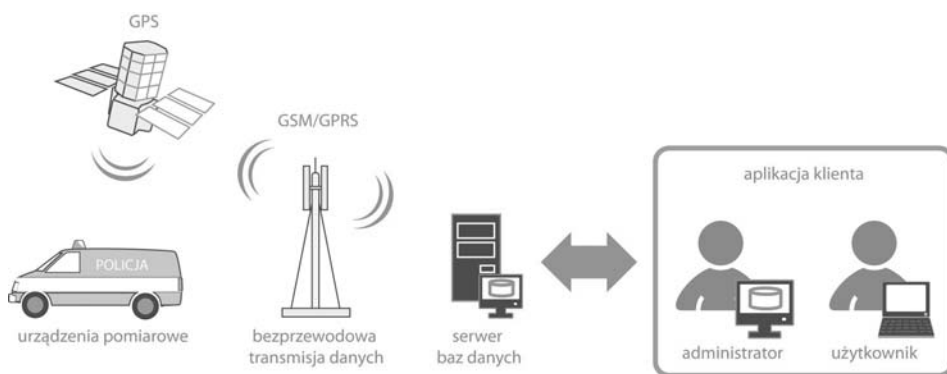 GPS
GSM/GPRS
POLICJA
aplikacja klienta
urządzenia pomiarowe
bezprzewodowa
transmisja danych
serwer
baz danych
administrator
użytkownik